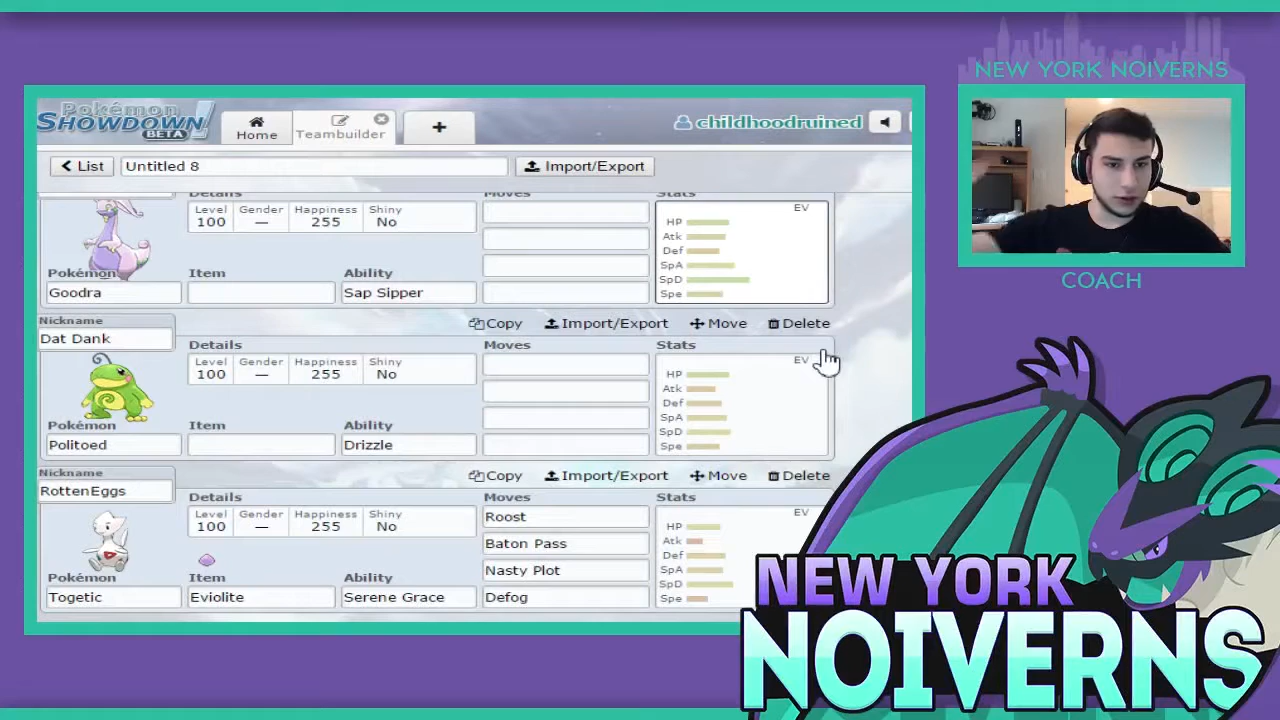 NEW YORK NOIVERNS
Pokémon
SHOWDOWN
BETA
Home
Teambuilder
+
childhoodruined
List
Untitled 8
Import/Export
Details
Moves
Stats
Level
Gender
Happiness
Shiny
100
—
255
No
EV
HP
Atk
Def
SpA
SpD
Spe
Pokémon
Item
Ability
Goodra
Sap Sipper
Copy
Import/Export
Move
Delete
Nickname
Dat Dank
Details
Moves
Stats
Level
Gender
Happiness
Shiny
100
—
255
No
EV
HP
Atk
Def
SpA
SpD
Spe
Pokémon
Item
Ability
Politoed
Drizzle
Copy
Import/Export
Move
Delete
Nickname
RottenEggs
Details
Moves
Stats
Level
Gender
Happiness
Shiny
100
—
255
No
Roost
Baton Pass
Nasty Plot
Defog
EV
HP
Atk
Def
SpA
SpD
Spe
Pokémon
Item
Ability
Togetic
Eviolite
Serene Grace
COACH
NEW YORK
NOIVERNS